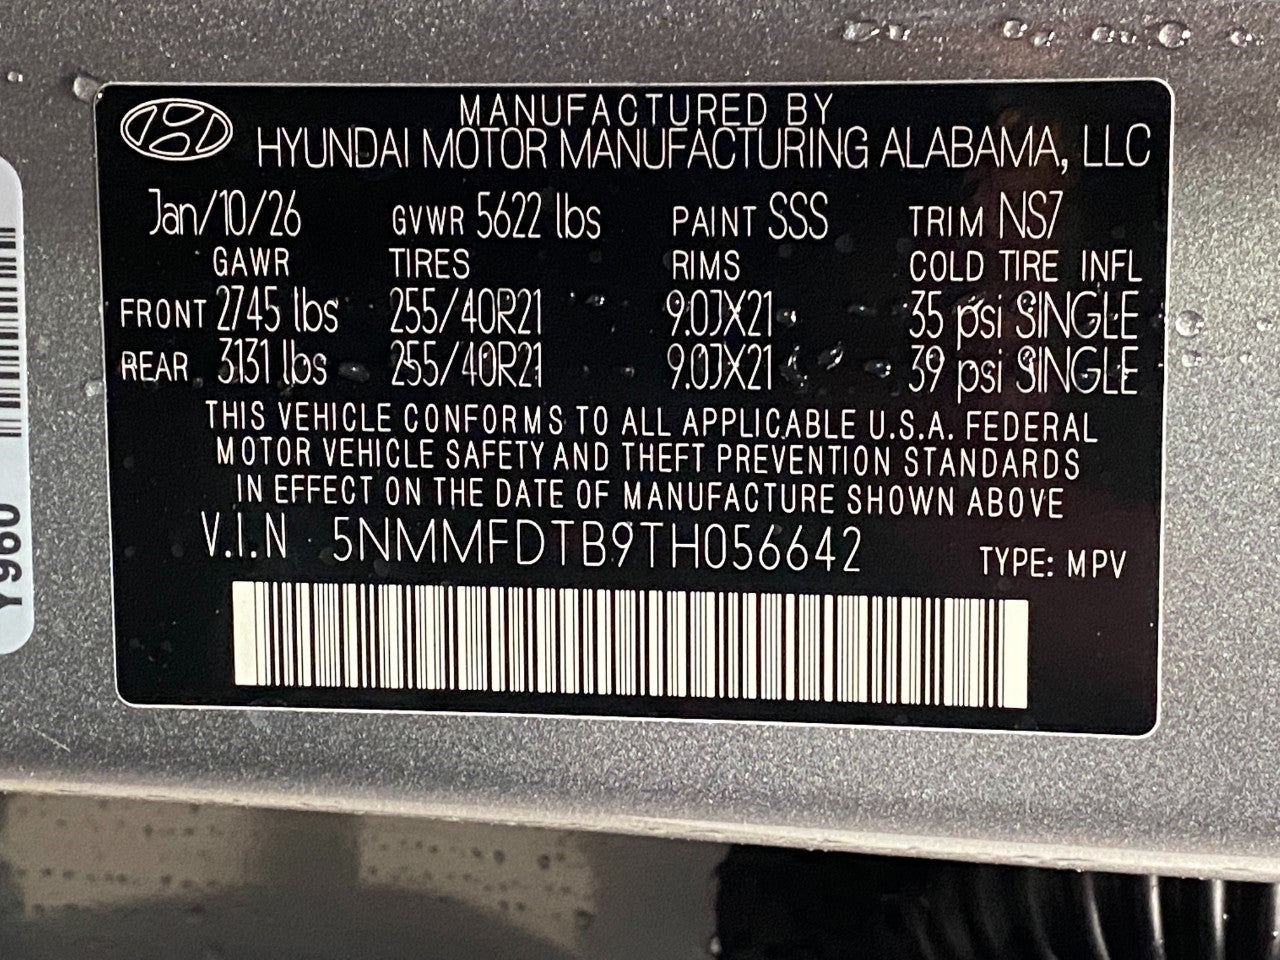 MANUFACTURED BY
HYUNDAI MOTOR MANUFACTURING ALABAMA, LLC
Jan/10/26 GVWR 5622 lbs PAINT SSS TRIM NS7
GAWR TIRES RIMS COLD TIRE INFL
FRONT 2745 lbs 255/40R21 9.0JX21 35 psi SINGLE
REAR 3131 lbs 255/40R21 9.0JX21 39 psi SINGLE
THIS VEHICLE CONFORMS TO ALL APPLICABLE U.S.A. FEDERAL
MOTOR VEHICLE SAFETY AND THEFT PREVENTION STANDARDS
IN EFFECT ON THE DATE OF MANUFACTURE SHOWN ABOVE
V.I.N 5NMMFDTB9TH056642 TYPE: MPV